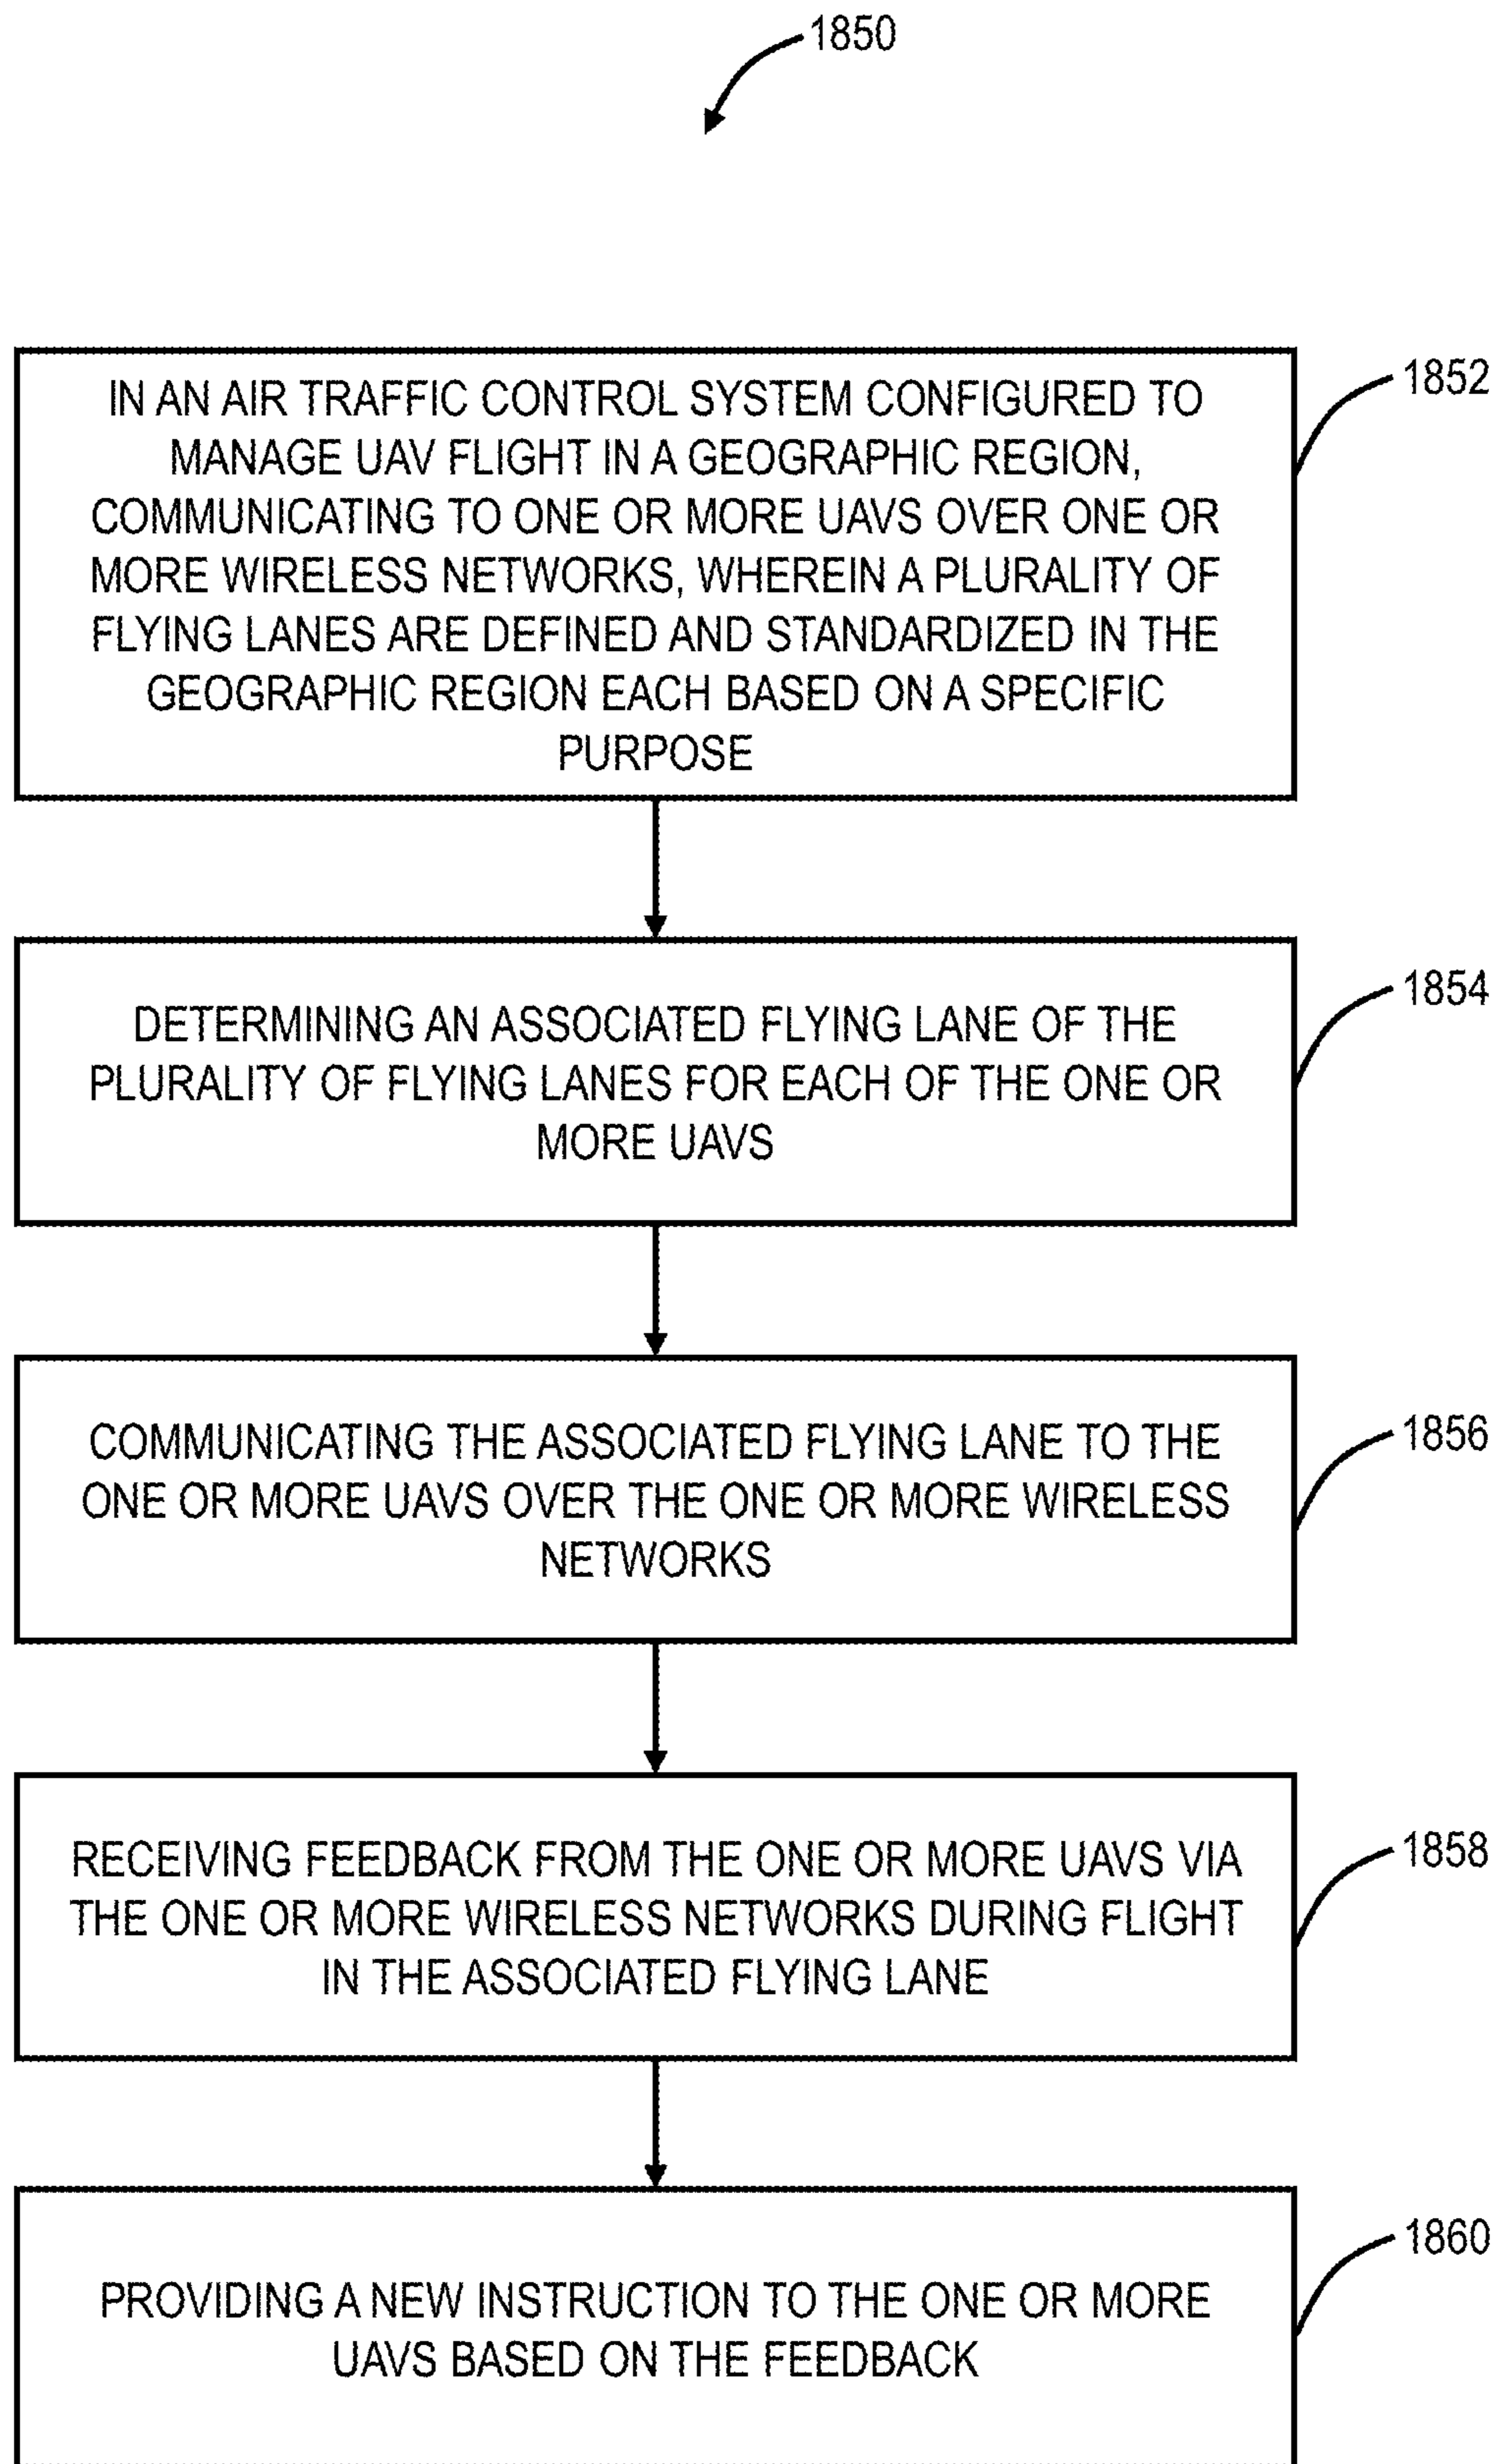 1850
IN AN AIR TRAFFIC CONTROL SYSTEM CONFIGURED TO
MANAGE UAV FLIGHT IN A GEOGRAPHIC REGION,
COMMUNICATING TO ONE OR MORE UAVS OVER ONE OR
MORE WIRELESS NETWORKS, WHEREIN A PLURALITY OF
FLYING LANES ARE DEFINED AND STANDARDIZED IN THE
GEOGRAPHIC REGION EACH BASED ON A SPECIFIC
PURPOSE
1852
DETERMINING AN ASSOCIATED FLYING LANE OF THE
PLURALITY OF FLYING LANES FOR EACH OF THE ONE OR
MORE UAVS
1854
COMMUNICATING THE ASSOCIATED FLYING LANE TO THE
ONE OR MORE UAVS OVER THE ONE OR MORE WIRELESS
NETWORKS
1856
RECEIVING FEEDBACK FROM THE ONE OR MORE UAVS VIA
THE ONE OR MORE WIRELESS NETWORKS DURING FLIGHT
IN THE ASSOCIATED FLYING LANE
1858
PROVIDING A NEW INSTRUCTION TO THE ONE OR MORE
UAVS BASED ON THE FEEDBACK
1860